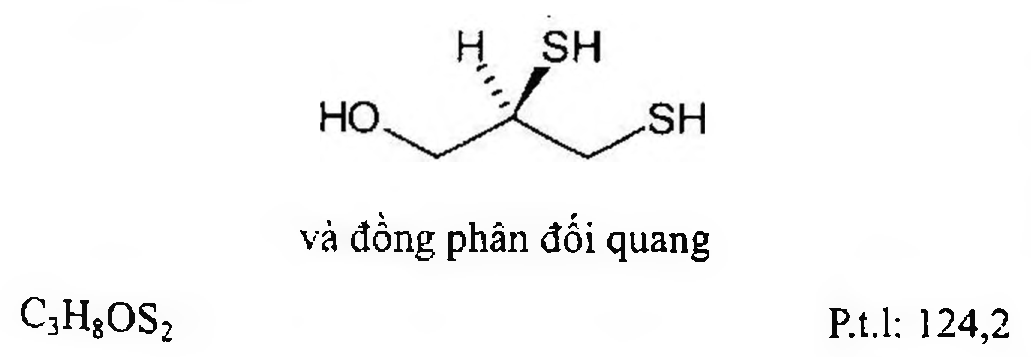 H SH
HO SH
và đồng phân đối quang
C₃H₈OS₂ P.t.l: 124,2